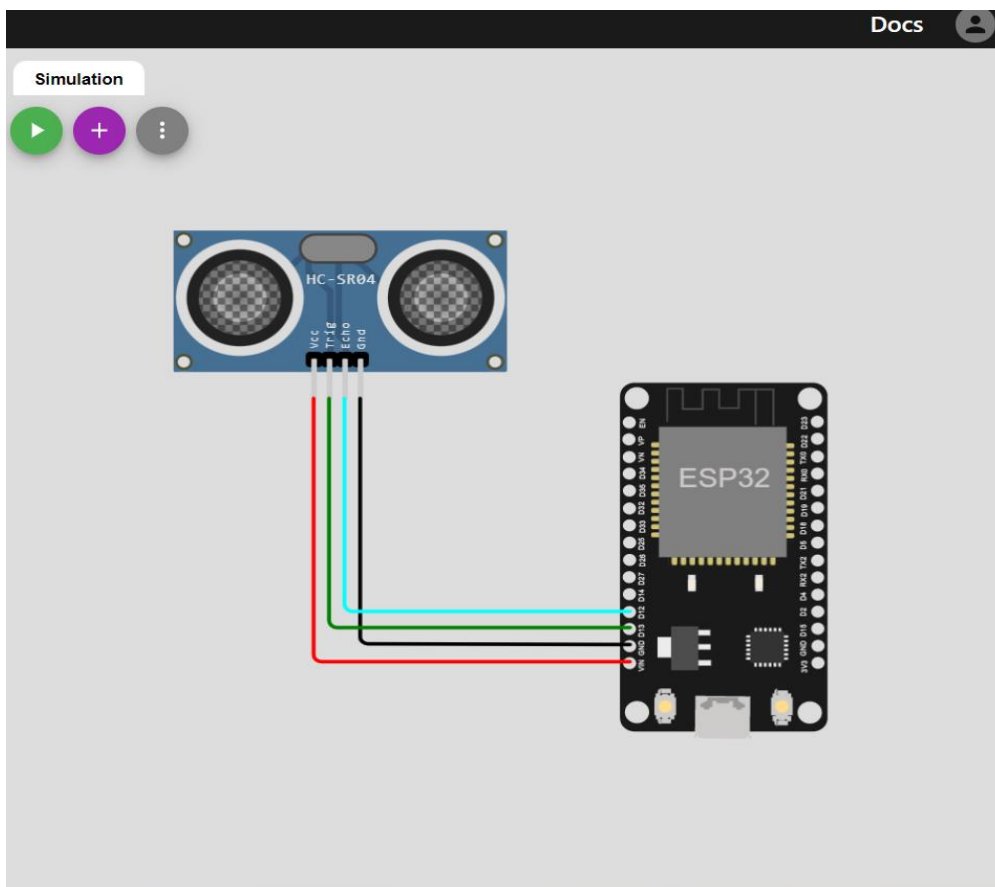 Docs
Simulation
HC-SR04
Vcc
Trig
Echo
Gnd
ESP32
EN
VP
VN
D34
D35
D32
D33
D25
D26
D27
D14
D12
D13
GND
VIN
D23
D22
TX0
RX0
D21
D19
D18
D5
TX2
RX2
D4
D2
D15
GND
3V3